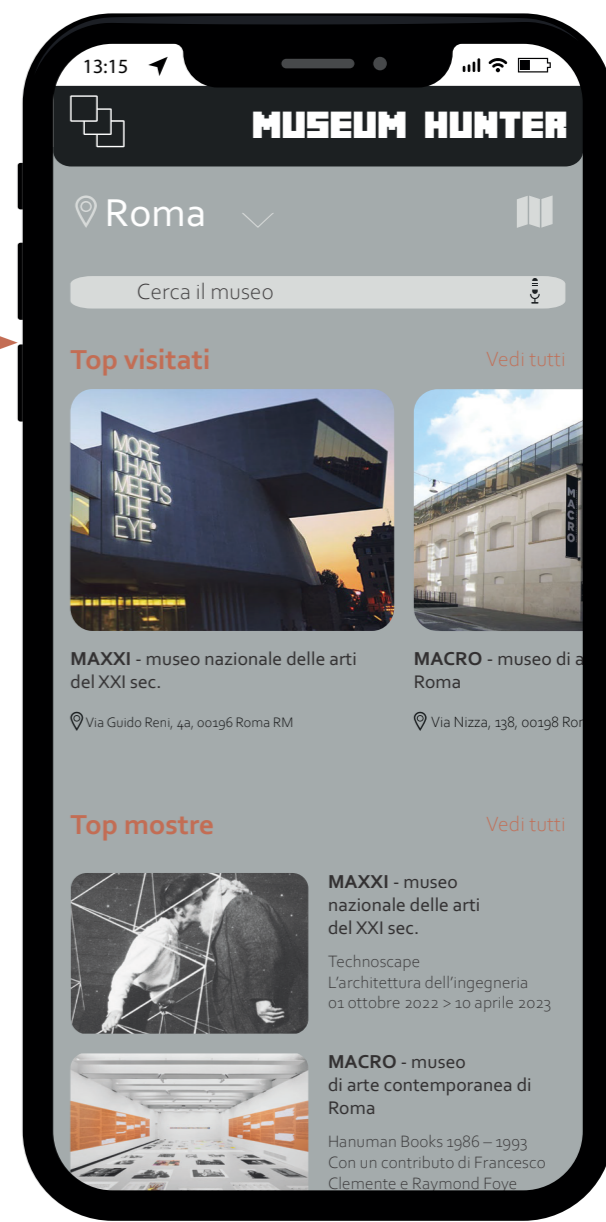 13:15
MUSEUM HUNTER
Roma
Cerca il museo
Top visitati
Vedi tutti
MORE
THAN
MEETS
THE
EYE
MACRO
MAXXI - museo nazionale delle arti
del XXI sec.
Via Guido Reni, 4a, 00196 Roma RM
MACRO - museo di a
Roma
Via Nizza, 138, 00198 Ror
Top mostre
Vedi tutti
MAXXI - museo
nazionale delle arti
del XXI sec.
Technoscape
L'architettura dell'ingegneria
01 ottobre 2022 > 10 aprile 2023
MACRO - museo
di arte contemporanea di
Roma
Hanuman Books 1986 – 1993
Con un contributo di Francesco
Clemente e Raymond Foye